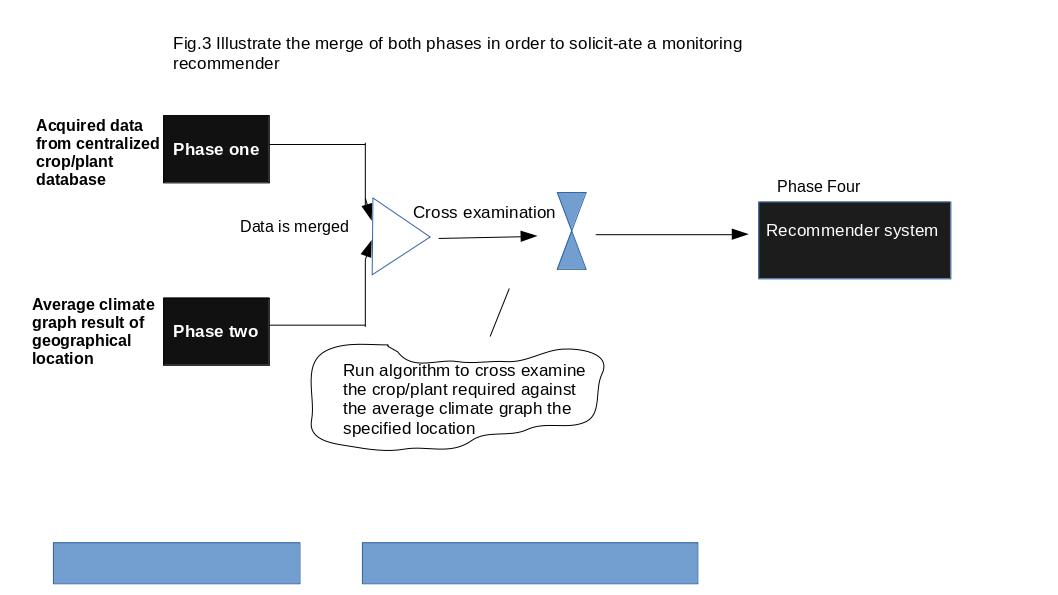 Fig.3 Illustrate the merge of both phases in order to solicit-ate a monitoring
recommender
Acquired data
from centralized
crop/plant
database
Phase one
Data is merged
Cross examination
Phase Four
Recommender system
Average climate
graph result of
geographical
location
Phase two
Run algorithm to cross examine
the crop/plant required against
the average climate graph the
specified location